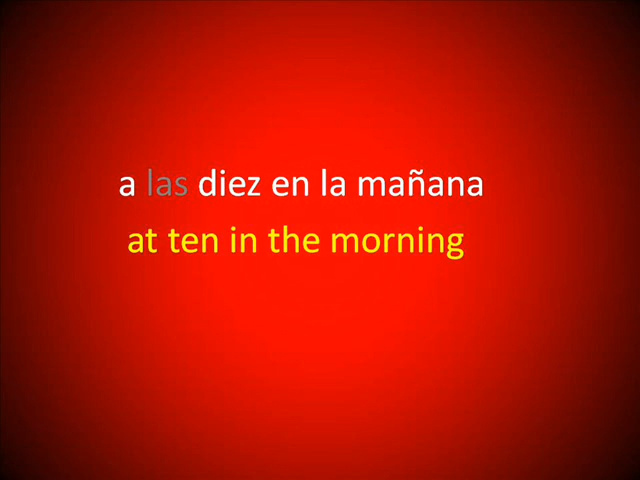 a las diez en la mañana
at ten in the morning